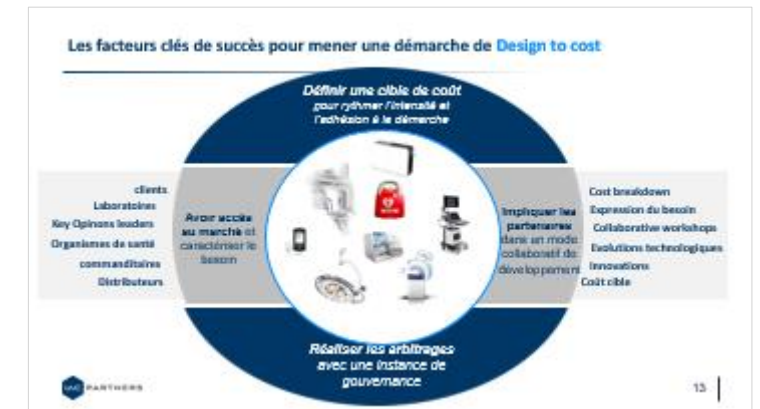 Les facteurs clés de succès pour mener une démarche de Design to cost
Définir une cible de coût
pour rythmer l'intensité et
l'adhésion à la démarche
clients
Laboratoires
Key Opinons leaders
Organismes de santé
commanditaires
Distributeurs
Avoir accès
au marché et
caractériser le
besoin
Impliquer les
partenaires
dans un mode
collaboratif de
développement
Cost breakdown
Expression du besoin
Collaborative workshops
Evolutions technologiques
Innovations
Coût cible
Réaliser les arbitrages
avec une instance de
gouvernance
IAC PARTNERS
13